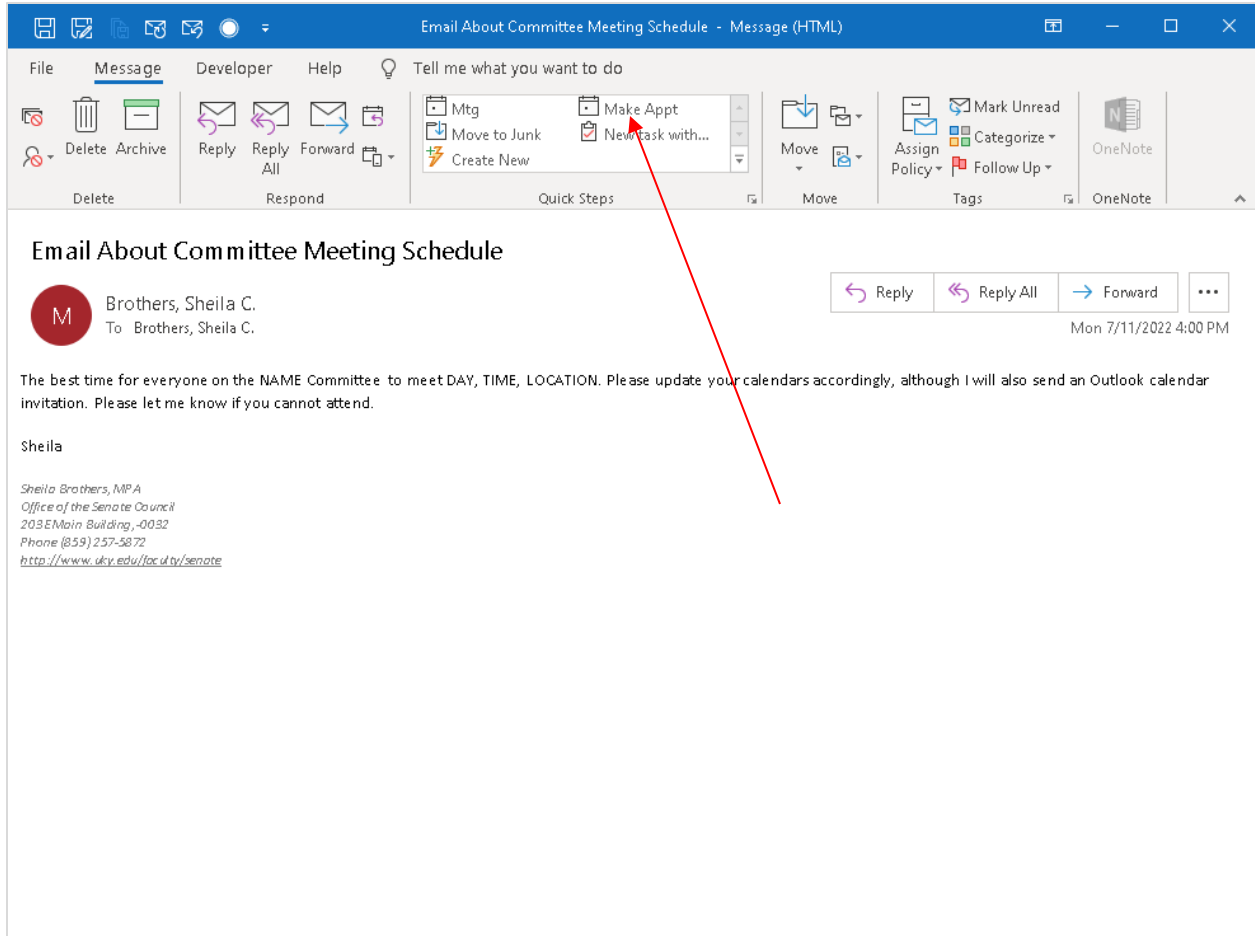 Email About Committee Meeting Schedule - Message (HTML)
File Message Developer Help Tell me what you want to do
Mtg Make Appt
Move to Junk New task with...
Create New
Delete Archive
Reply Reply All Forward
Move
Assign Policy
Mark Unread
Categorize
Follow Up
N
OneNote
Delete Respond Quick Steps Move Tags OneNote
Email About Committee Meeting Schedule
M
Brothers, Sheila C.
To Brothers, Sheila C.
Reply Reply All Forward ...
Mon 7/11/2022 4:00 PM
The best time for everyone on the NAME Committee to meet DAY, TIME, LOCATION. Please update your calendars accordingly, although I will also send an Outlook calendar
invitation. Please let me know if you cannot attend.
Sheila
Sheila Brothers, MPA
Office of the Senate Council
203E Main Building, -0032
Phone (859) 257-5872
http://www.uky.edu/faculty/senate